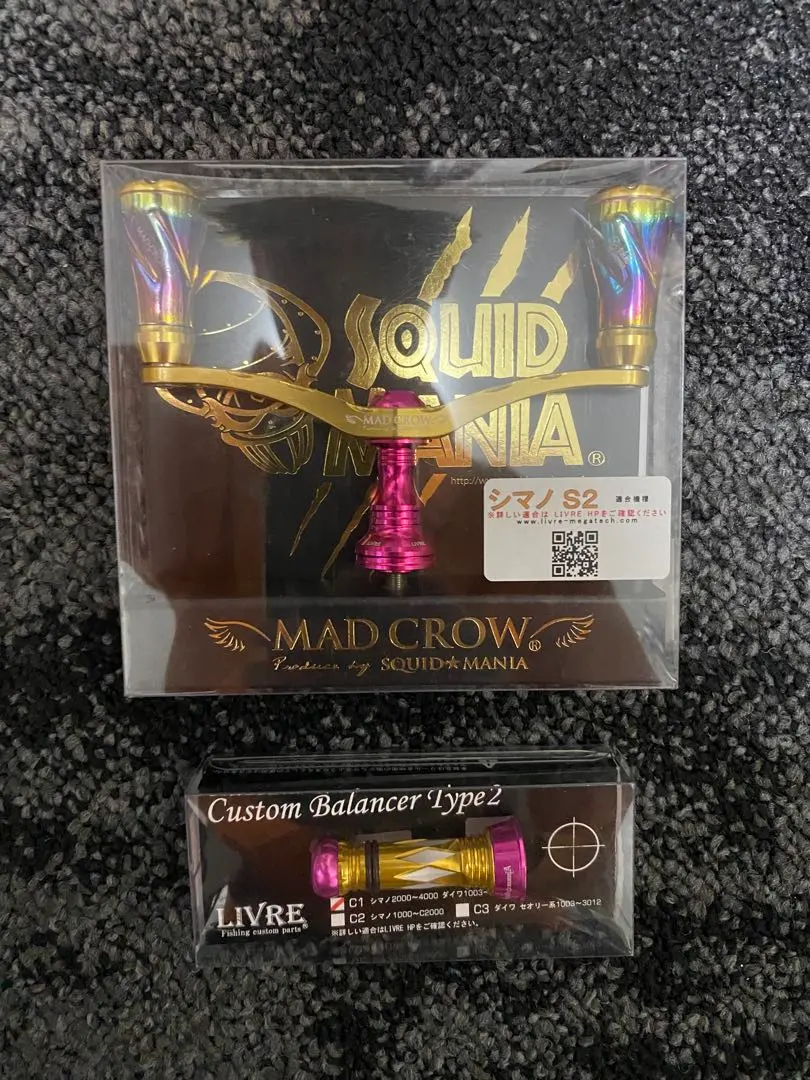 SQUID
MANIA®
MAD CROW
http://w
シマノ S2 適合機種
※詳しい適合は LIVRE HPをご確認ください
www.livre-megatech.com
LIVRE
MAD CROW®
Produce by SQUID★MANIA
Custom Balancer Type2
C1 シマノ2000～4000 ダイワ1003~
C2 シマノ1000～C2000 C3 ダイワ セオリー系1003～3012
※詳しい適合はLIVRE HPをご確認ください。
LIVRE
Fishing custom parts®